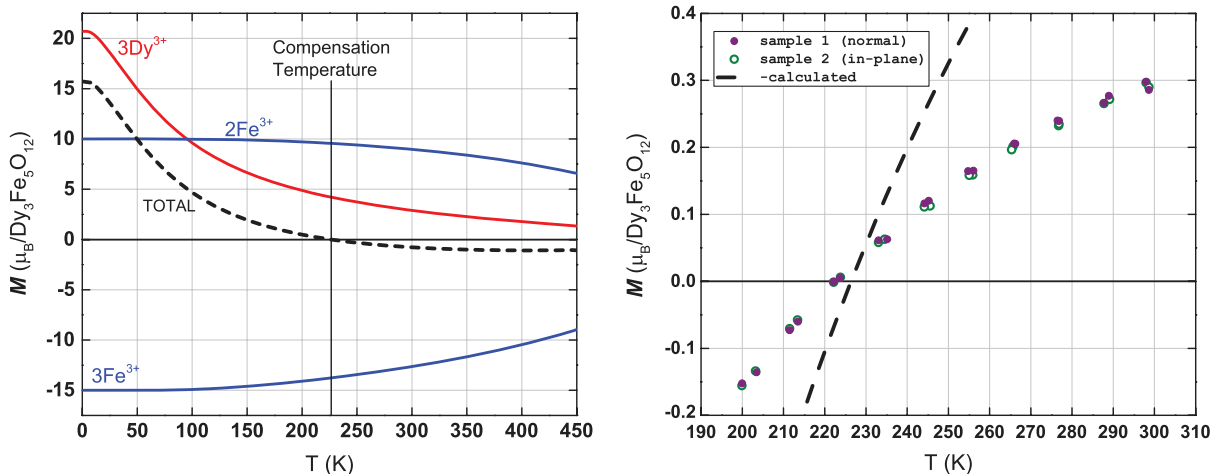 M (μB/Dy3Fe5O12)
20
15
10
5
0
-5
-10
-15
3Dy3+
2Fe3+
TOTAL
3Fe3+
Compensation
Temperature
0 50 100 150 200 250 300 350 400 450
T (K)
M (μB/Dy3Fe5O12)
0.4
0.3
0.2
0.1
0.0
-0.1
-0.2
sample 1 (normal)
sample 2 (in-plane)
-calculated
190 200 210 220 230 240 250 260 270 280 290 300 310
T (K)